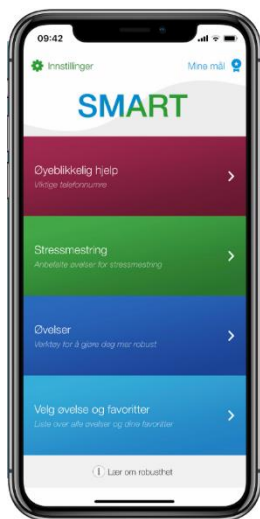 09:42
Innstillinger
Mine mål
SMART
Øyeblikkelig hjelp
Viktige telefonnumre
Stressmestring
Anbefalte øvelser for stressmestring
Øvelser
Verktøy for å gjøre deg mer robust
Velg øvelse og favoritter
Liste over alle øvelser og dine favoritter
Lær om robusthet